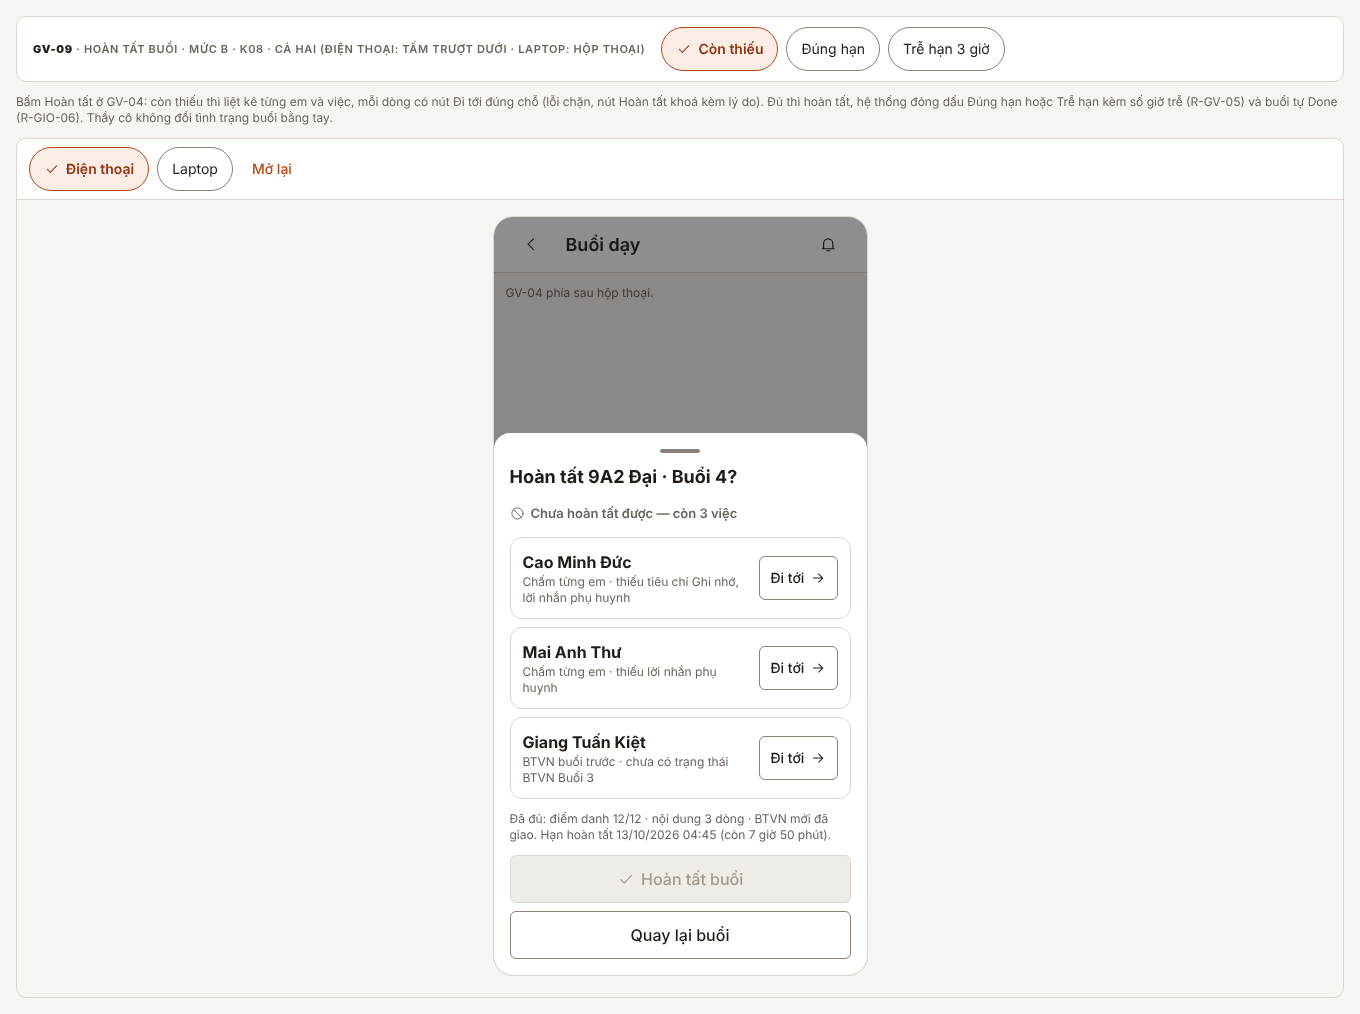 GV-09 · HOÀN TẤT BUỔI · MỨC B · K08 · CẢ HAI (ĐIỆN THOẠI: TẤM TRƯỢT DƯỚI · LAPTOP: HỘP THOẠI)
Còn thiếu
Đúng hạn
Trễ hạn 3 giờ
Bấm Hoàn tất ở GV-04: còn thiếu thì liệt kê từng em và việc, mỗi dòng có nút Đi tới đúng chỗ (lỗi chặn, nút Hoàn tất khoá kèm lý do). Đủ thì hoàn tất, hệ thống đóng dấu Đúng hạn hoặc Trễ hạn kèm số giờ trễ (R-GV-05) và buổi tự Done
(R-GIO-06). Thầy cô không đổi tình trạng buổi bằng tay.
Điện thoại
Laptop
Mở lại
Buổi dạy
GV-04 phía sau hộp thoại.
Hoàn tất 9A2 Đại · Buổi 4?
Chưa hoàn tất được — còn 3 việc
Cao Minh Đức
Chấm từng em · thiếu tiêu chí Ghi nhớ,
lời nhắn phụ huynh
Đi tới →
Mai Anh Thư
Chấm từng em · thiếu lời nhắn phụ
huynh
Đi tới →
Giang Tuấn Kiệt
BTVN buổi trước · chưa có trạng thái
BTVN Buổi 3
Đi tới →
Đã đủ: điểm danh 12/12 · nội dung 3 dòng · BTVN mới đã
giao. Hạn hoàn tất 13/10/2026 04:45 (còn 7 giờ 50 phút).
Hoàn tất buổi
Quay lại buổi